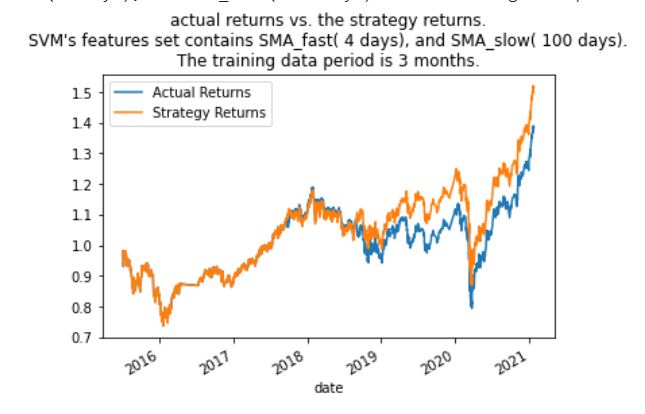 actual returns vs. the strategy returns.
SVM's features set contains SMA_fast( 4 days), and SMA_slow( 100 days).
The training data period is 3 months.
Actual Returns
Strategy Returns
1.5
1.4
1.3
1.2
1.1
1.0
0.9
0.8
0.7
2016
2017
2018
2019
2020
2021
date